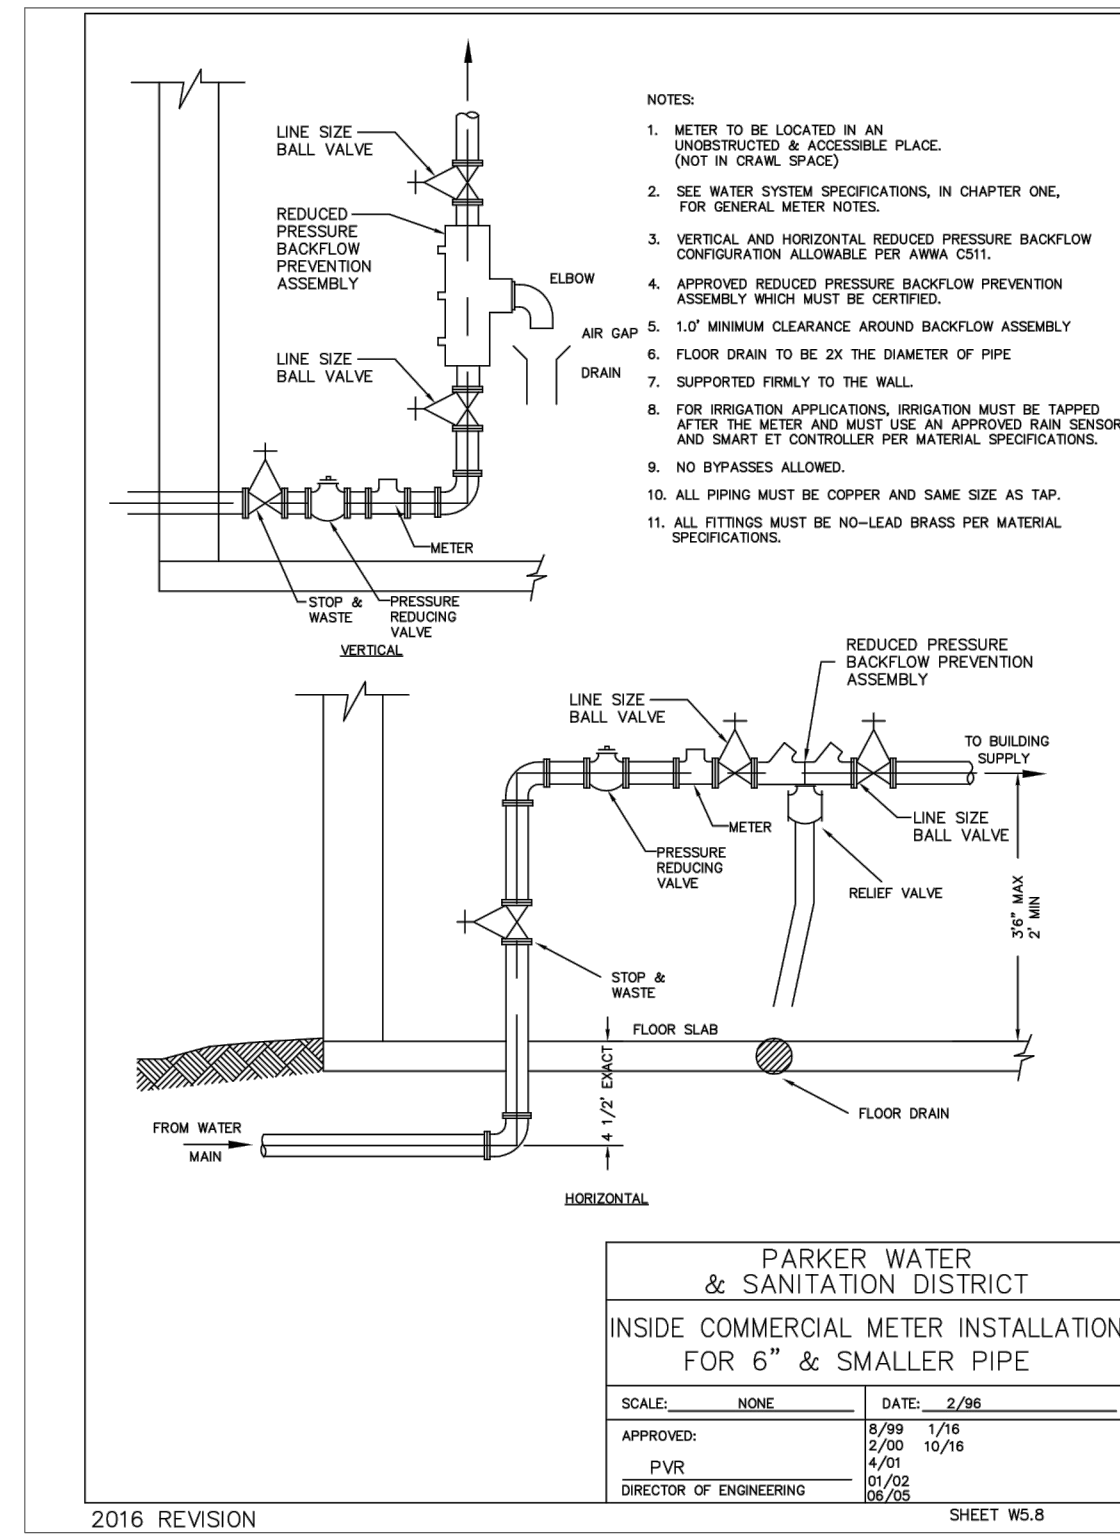 LINE SIZE
BALL VALVE
REDUCED
PRESSURE
BACKFLOW
PREVENTION
ASSEMBLY
ELBOW
AIR GAP
DRAIN
LINE SIZE
BALL VALVE
METER
STOP &
WASTE
PRESSURE
REDUCING
VALVE
VERTICAL
NOTES:
1. METER TO BE LOCATED IN AN
UNOBSTRUCTED & ACCESSIBLE PLACE.
(NOT IN CRAWL SPACE)
2. SEE WATER SYSTEM SPECIFICATIONS, IN CHAPTER ONE,
FOR GENERAL METER NOTES.
3. VERTICAL AND HORIZONTAL REDUCED PRESSURE BACKFLOW
CONFIGURATION ALLOWABLE PER AWWA C511.
4. APPROVED REDUCED PRESSURE BACKFLOW PREVENTION
ASSEMBLY WHICH MUST BE CERTIFIED.
5. 1.0' MINIMUM CLEARANCE AROUND BACKFLOW ASSEMBLY
6. FLOOR DRAIN TO BE 2X THE DIAMETER OF PIPE
7. SUPPORTED FIRMLY TO THE WALL.
8. FOR IRRIGATION APPLICATIONS, IRRIGATION MUST BE TAPPED
AFTER THE METER AND MUST USE AN APPROVED RAIN SENSOR
AND SMART ET CONTROLLER PER MATERIAL SPECIFICATIONS.
9. NO BYPASSES ALLOWED.
10. ALL PIPING MUST BE COPPER AND SAME SIZE AS TAP.
11. ALL FITTINGS MUST BE NO-LEAD BRASS PER MATERIAL
SPECIFICATIONS.
REDUCED PRESSURE
BACKFLOW PREVENTION
ASSEMBLY
LINE SIZE
BALL VALVE
TO BUILDING
SUPPLY
METER
LINE SIZE
BALL VALVE
PRESSURE
REDUCING
VALVE
RELIEF VALVE
3'6" MAX
2' MIN
STOP &
WASTE
FLOOR SLAB
4 1/2' EXACT
FLOOR DRAIN
FROM WATER
MAIN
HORIZONTAL
PARKER WATER
& SANITATION DISTRICT
INSIDE COMMERCIAL METER INSTALLATION
FOR 6" & SMALLER PIPE
SCALE: NONE
DATE: 2/96
APPROVED:
PVR
DIRECTOR OF ENGINEERING
8/99 1/16
2/00 10/16
4/01
01/02
06/05
2016 REVISION
SHEET W5.8